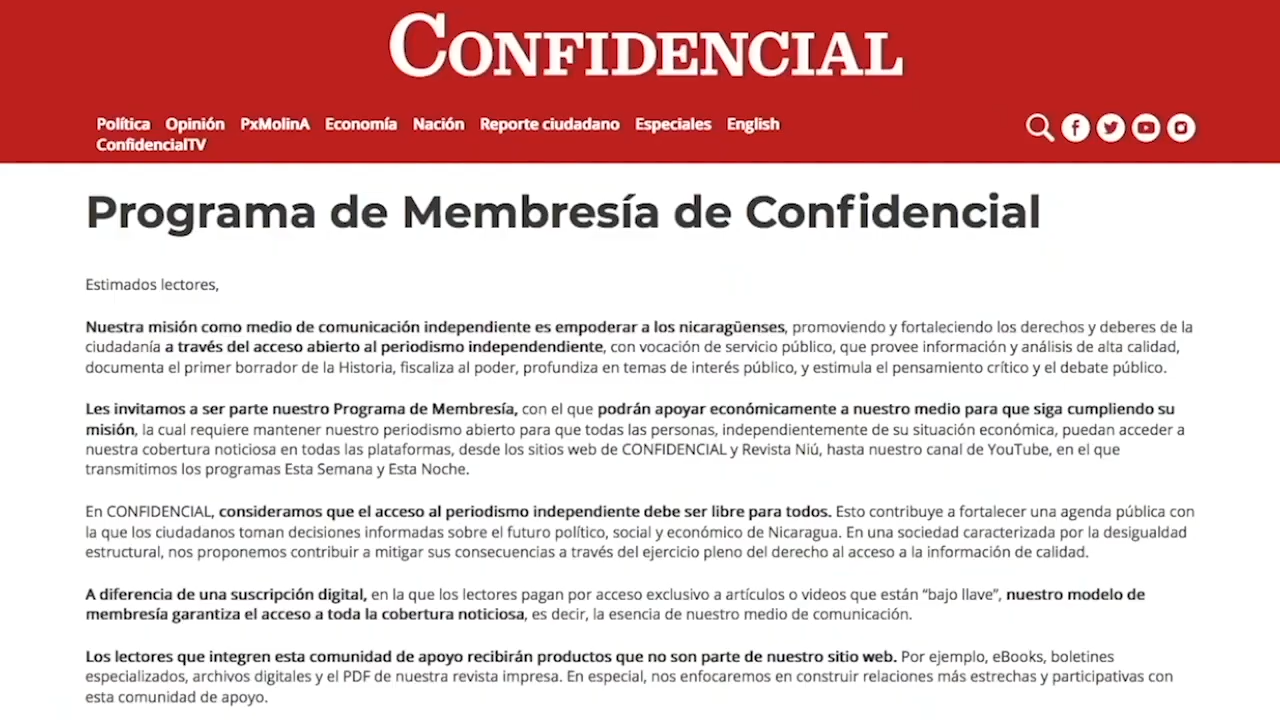 CONFIDENCIAL
Política Opinión PxMolinA Economía Nación Reporte ciudadano Especiales English
ConfidencialTV
Programa de Membresía de Confidencial
Estimados lectores,
Nuestra misión como medio de comunicación independiente es empoderar a los nicaragüenses, promoviendo y fortaleciendo los derechos y deberes de la
ciudadanía a través del acceso abierto al periodismo independendiente, con vocación de servicio público, que provee información y análisis de alta calidad,
documenta el primer borrador de la Historia, fiscaliza al poder, profundiza en temas de interés público, y estimula el pensamiento crítico y el debate público.
Les invitamos a ser parte nuestro Programa de Membresía, con el que podrán apoyar económicamente a nuestro medio para que siga cumpliendo su
misión, la cual requiere mantener nuestro periodismo abierto para que todas las personas, independientemente de su situación económica, puedan acceder a
nuestra cobertura noticiosa en todas las plataformas, desde los sitios web de CONFIDENCIAL y Revista Niú, hasta nuestro canal de YouTube, en el que
transmitimos los programas Esta Semana y Esta Noche.
En CONFIDENCIAL, consideramos que el acceso al periodismo independiente debe ser libre para todos. Esto contribuye a fortalecer una agenda pública con
la que los ciudadanos toman decisiones informadas sobre el futuro político, social y económico de Nicaragua. En una sociedad caracterizada por la desigualdad
estructural, nos proponemos contribuir a mitigar sus consecuencias a través del ejercicio pleno del derecho al acceso a la información de calidad.
A diferencia de una suscripción digital, en la que los lectores pagan por acceso exclusivo a artículos o videos que están “bajo llave”, nuestro modelo de
membresía garantiza el acceso a toda la cobertura noticiosa, es decir, la esencia de nuestro medio de comunicación.
Los lectores que integren esta comunidad de apoyo recibirán productos que no son parte de nuestro sitio web. Por ejemplo, eBooks, boletines
especializados, archivos digitales y el PDF de nuestra revista impresa. En especial, nos enfocaremos en construir relaciones más estrechas y participativas con
esta comunidad de apoyo.